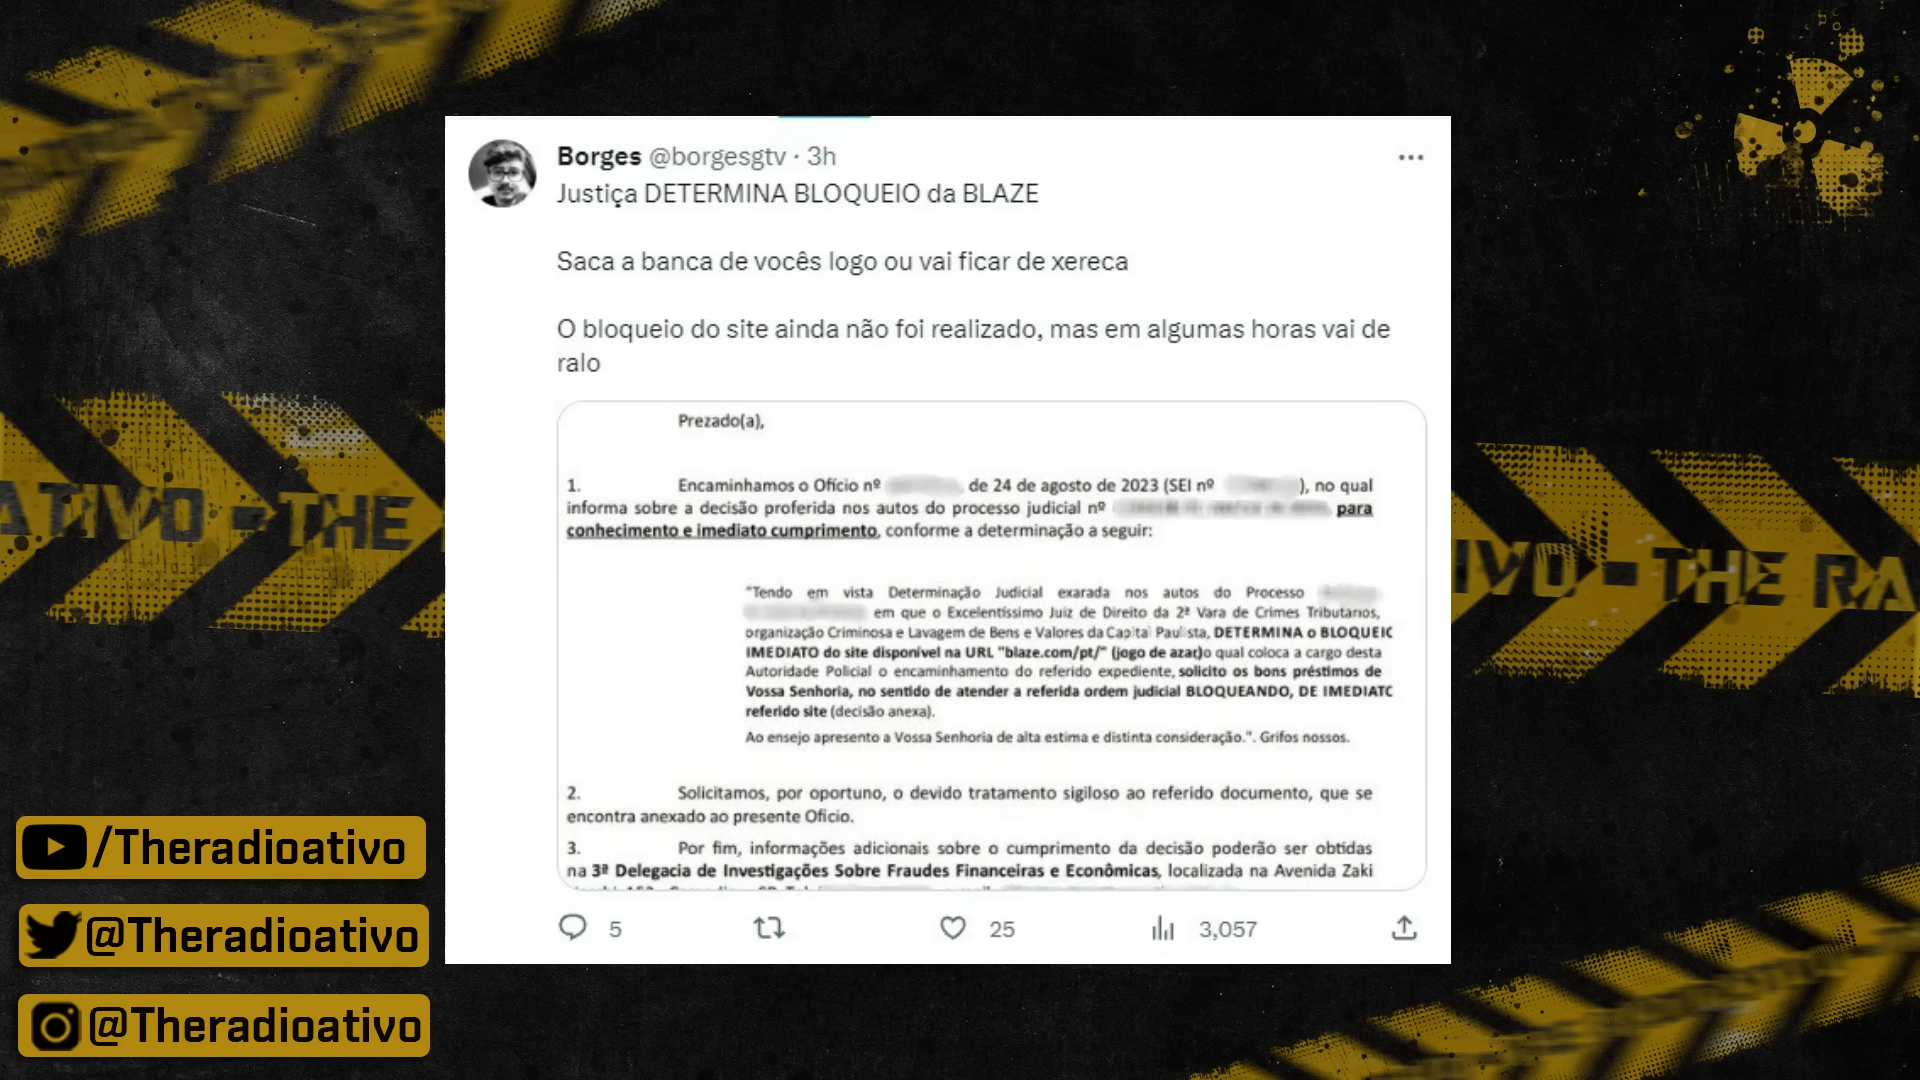 Borges @borgesgtv · 3h
Justiça DETERMINA BLOQUEIO da BLAZE
Saca a banca de vocês logo ou vai ficar de xereca
O bloqueio do site ainda não foi realizado, mas em algumas horas vai de
ralo
Prezado(a),
1. Encaminhamos o Ofício nº , de 24 de agosto de 2023 (SEI nº ), no qual
informa sobre a decisão proferida nos autos do processo judicial nº para
conhecimento e imediato cumprimento, conforme a determinação a seguir:
"Tendo em vista Determinação Judicial exarada nos autos do Processo
em que o Excelentíssimo Juiz de Direito da 2ª Vara de Crimes Tributários,
organização Criminosa e Lavagem de Bens e Valores da Capital Paulista, DETERMINA o BLOQUEIO
IMEDIATO do site disponível na URL "blaze.com/pt/" (jogo de azar)o qual coloca a cargo desta
Autoridade Policial o encaminhamento do referido expediente, solicito os bons préstimos de
Vossa Senhoria, no sentido de atender a referida ordem judicial BLOQUEANDO, DE IMEDIATO
referido site (decisão anexa).
Ao ensejo apresento a Vossa Senhoria de alta estima e distinta consideração.". Grifos nossos.
2. Solicitamos, por oportuno, o devido tratamento sigiloso ao referido documento, que se
encontra anexado ao presente Ofício.
3. Por fim, informações adicionais sobre o cumprimento da decisão poderão ser obtidas
na 3ª Delegacia de Investigações Sobre Fraudes Financeiras e Econômicas, localizada na Avenida Zaki
5 25 3,057
ATIVO - THE
IVO - THE RA
/Theradioativo
@Theradioativo
@Theradioativo